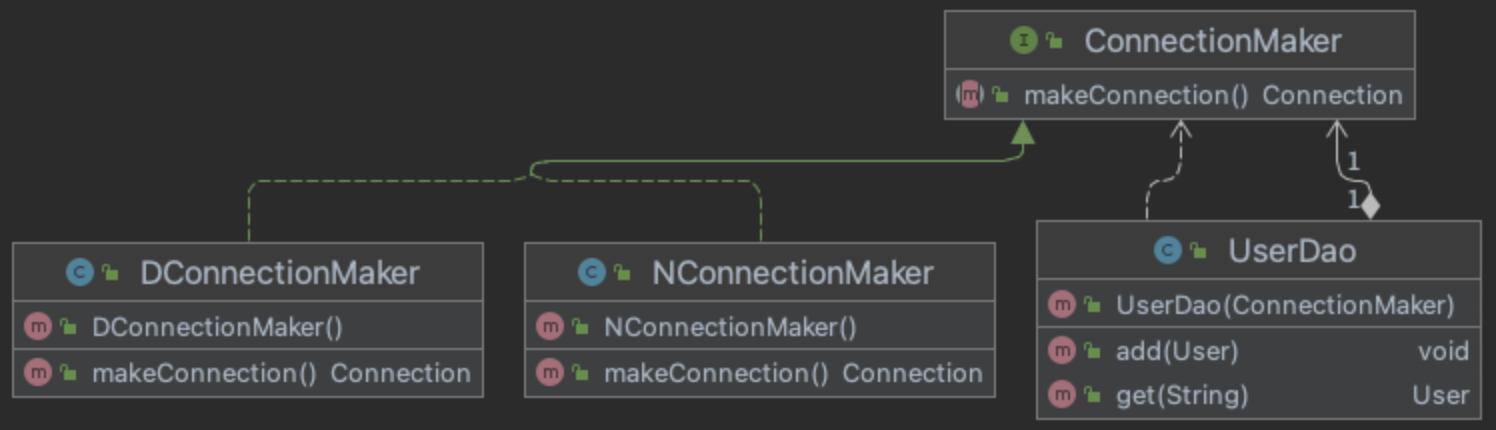 ConnectionMaker
makeConnection() Connection
1
1
DConnectionMaker
DConnectionMaker()
makeConnection() Connection
NConnectionMaker
NConnectionMaker()
makeConnection() Connection
UserDao
UserDao(ConnectionMaker)
add(User) void
get(String) User